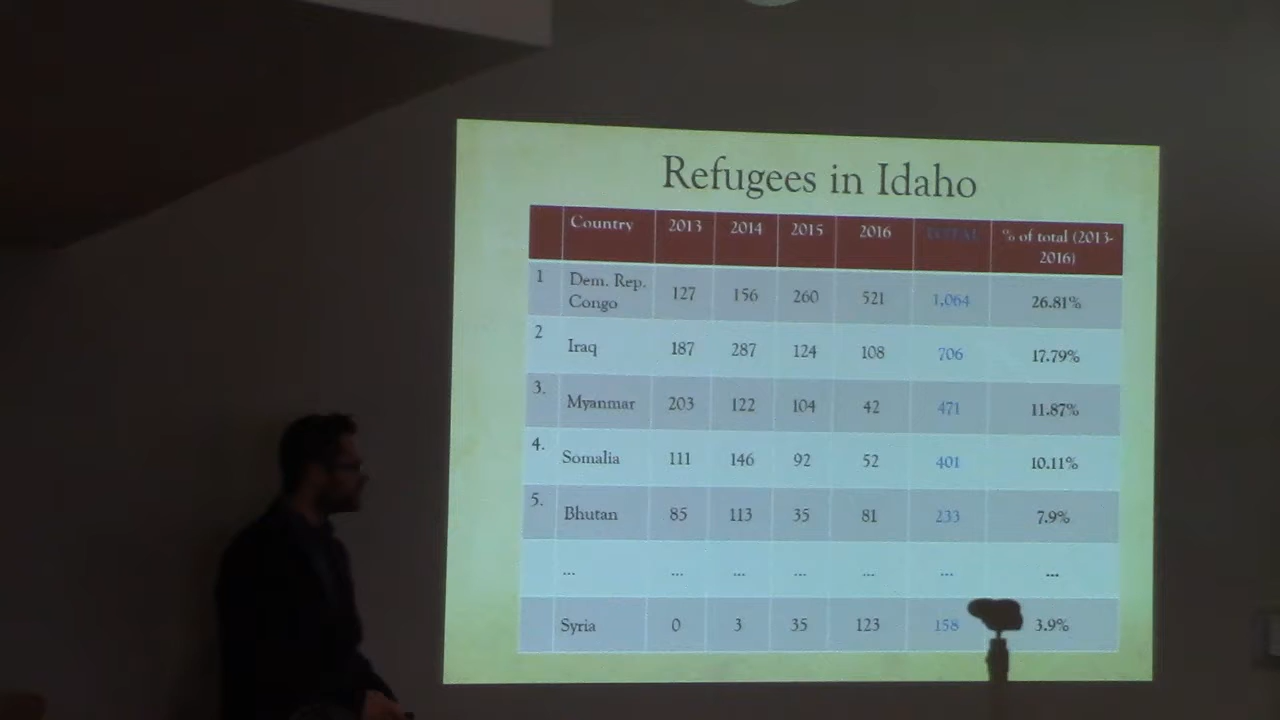 Refugees in Idaho
Country 2013 2014 2015 2016 TOTAL % of total (2013-
2016)
1 Dem. Rep.
Congo 127 156 260 521 1,064 26.81%
2 Iraq 187 287 124 108 706 17.79%
3. Myanmar 203 122 104 42 471 11.87%
4. Somalia 111 146 92 52 401 10.11%
5. Bhutan 85 113 35 81 233 7.9%
... ... ... ... ... ... ...
Syria 0 3 35 123 158 3.9%